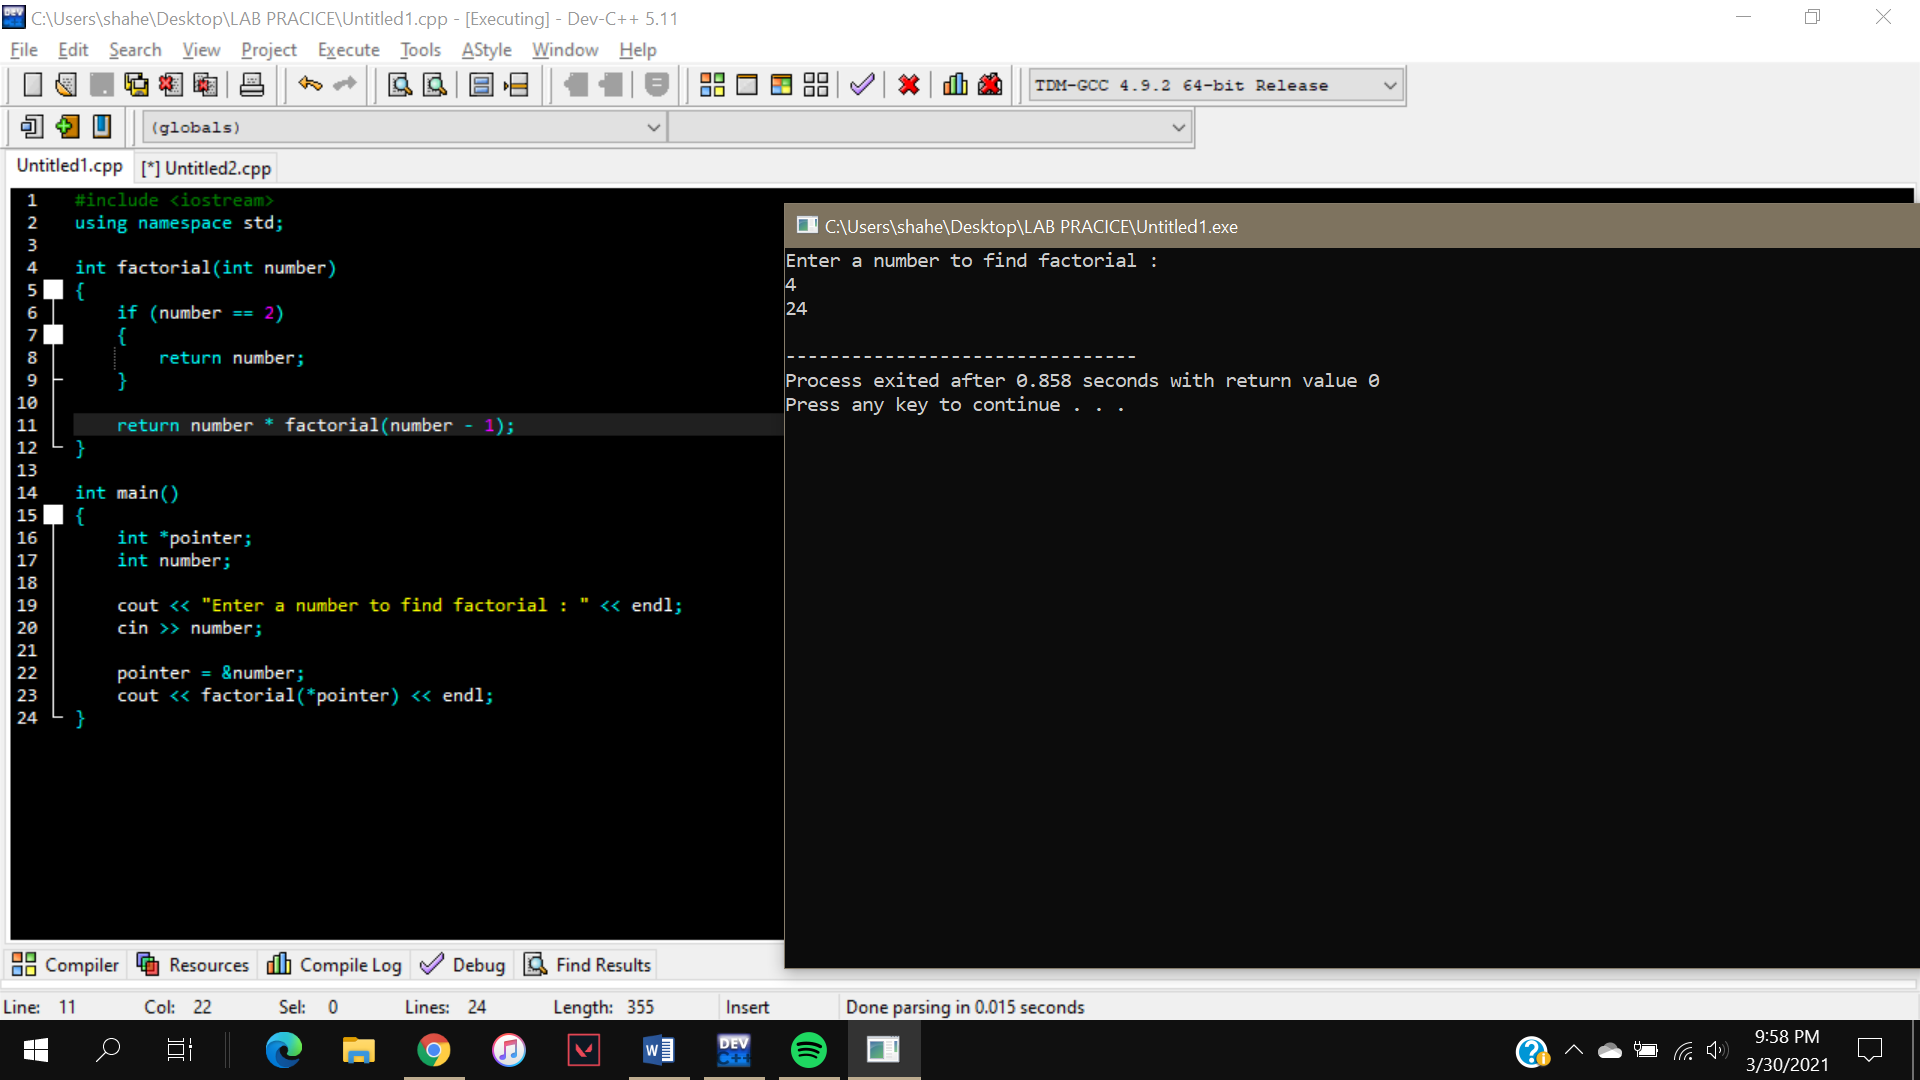 C:\Users\shahe\Desktop\LAB PRACICE\Untitled1.cpp - [Executing] - Dev-C++ 5.11
File Edit Search View Project Execute Tools AStyle Window Help
TDM-GCC 4.9.2 64-bit Release
(globals)
Untitled1.cpp [*] Untitled2.cpp
1 #include <iostream>
2 using namespace std;
3
4 int factorial(int number)
5 {
6 if (number == 2)
7 {
8 return number;
9 }
10
11 return number * factorial(number - 1);
12 }
13
14 int main()
15 {
16 int *pointer;
17 int number;
18
19 cout << "Enter a number to find factorial : " << endl;
20 cin >> number;
21
22 pointer = &number;
23 cout << factorial(*pointer) << endl;
24 }
C:\Users\shahe\Desktop\LAB PRACICE\Untitled1.exe
Enter a number to find factorial :
4
24
--------------------------------
Process exited after 0.858 seconds with return value 0
Press any key to continue . . .
Compiler Resources Compile Log Debug Find Results
Line: 11 Col: 22 Sel: 0 Lines: 24 Length: 355 Insert Done parsing in 0.015 seconds
DEV C++
9:58 PM
3/30/2021